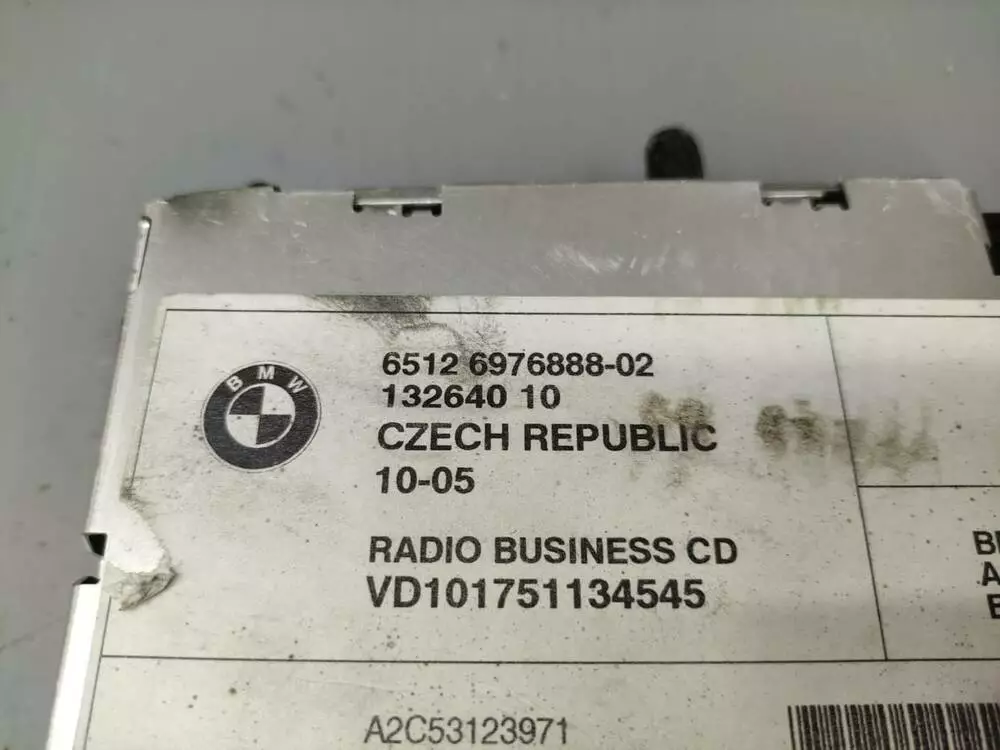 BMW
6512 6976888-02
132640 10
CZECH REPUBLIC
10-05
RADIO BUSINESS CD
VD101751134545
A2C53123971